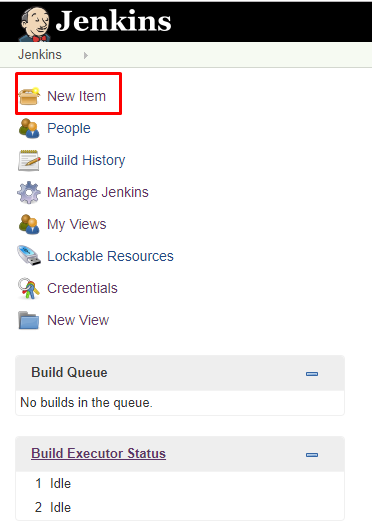 Jenkins
Jenkins
New Item
People
Build History
Manage Jenkins
My Views
Lockable Resources
Credentials
New View
Build Queue
No builds in the queue.
Build Executor Status
1 Idle
2 Idle